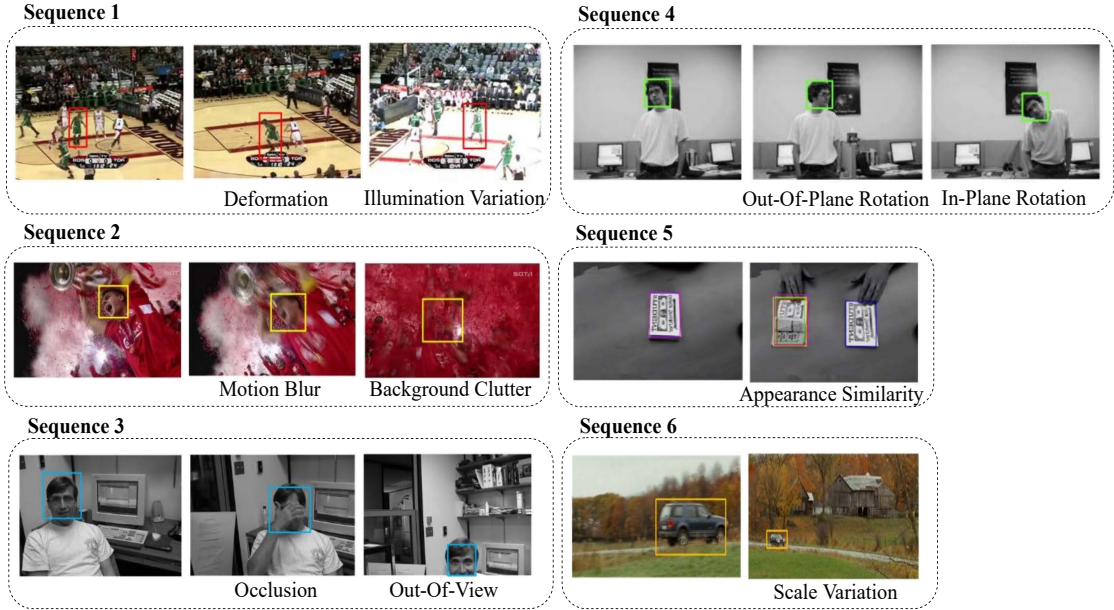 Sequence 1
Deformation
Illumination Variation
Sequence 2
Motion Blur
Background Clutter
Sequence 3
Occlusion
Out-Of-View
Sequence 4
Out-Of-Plane Rotation
In-Plane Rotation
Sequence 5
Appearance Similarity
Sequence 6
Scale Variation